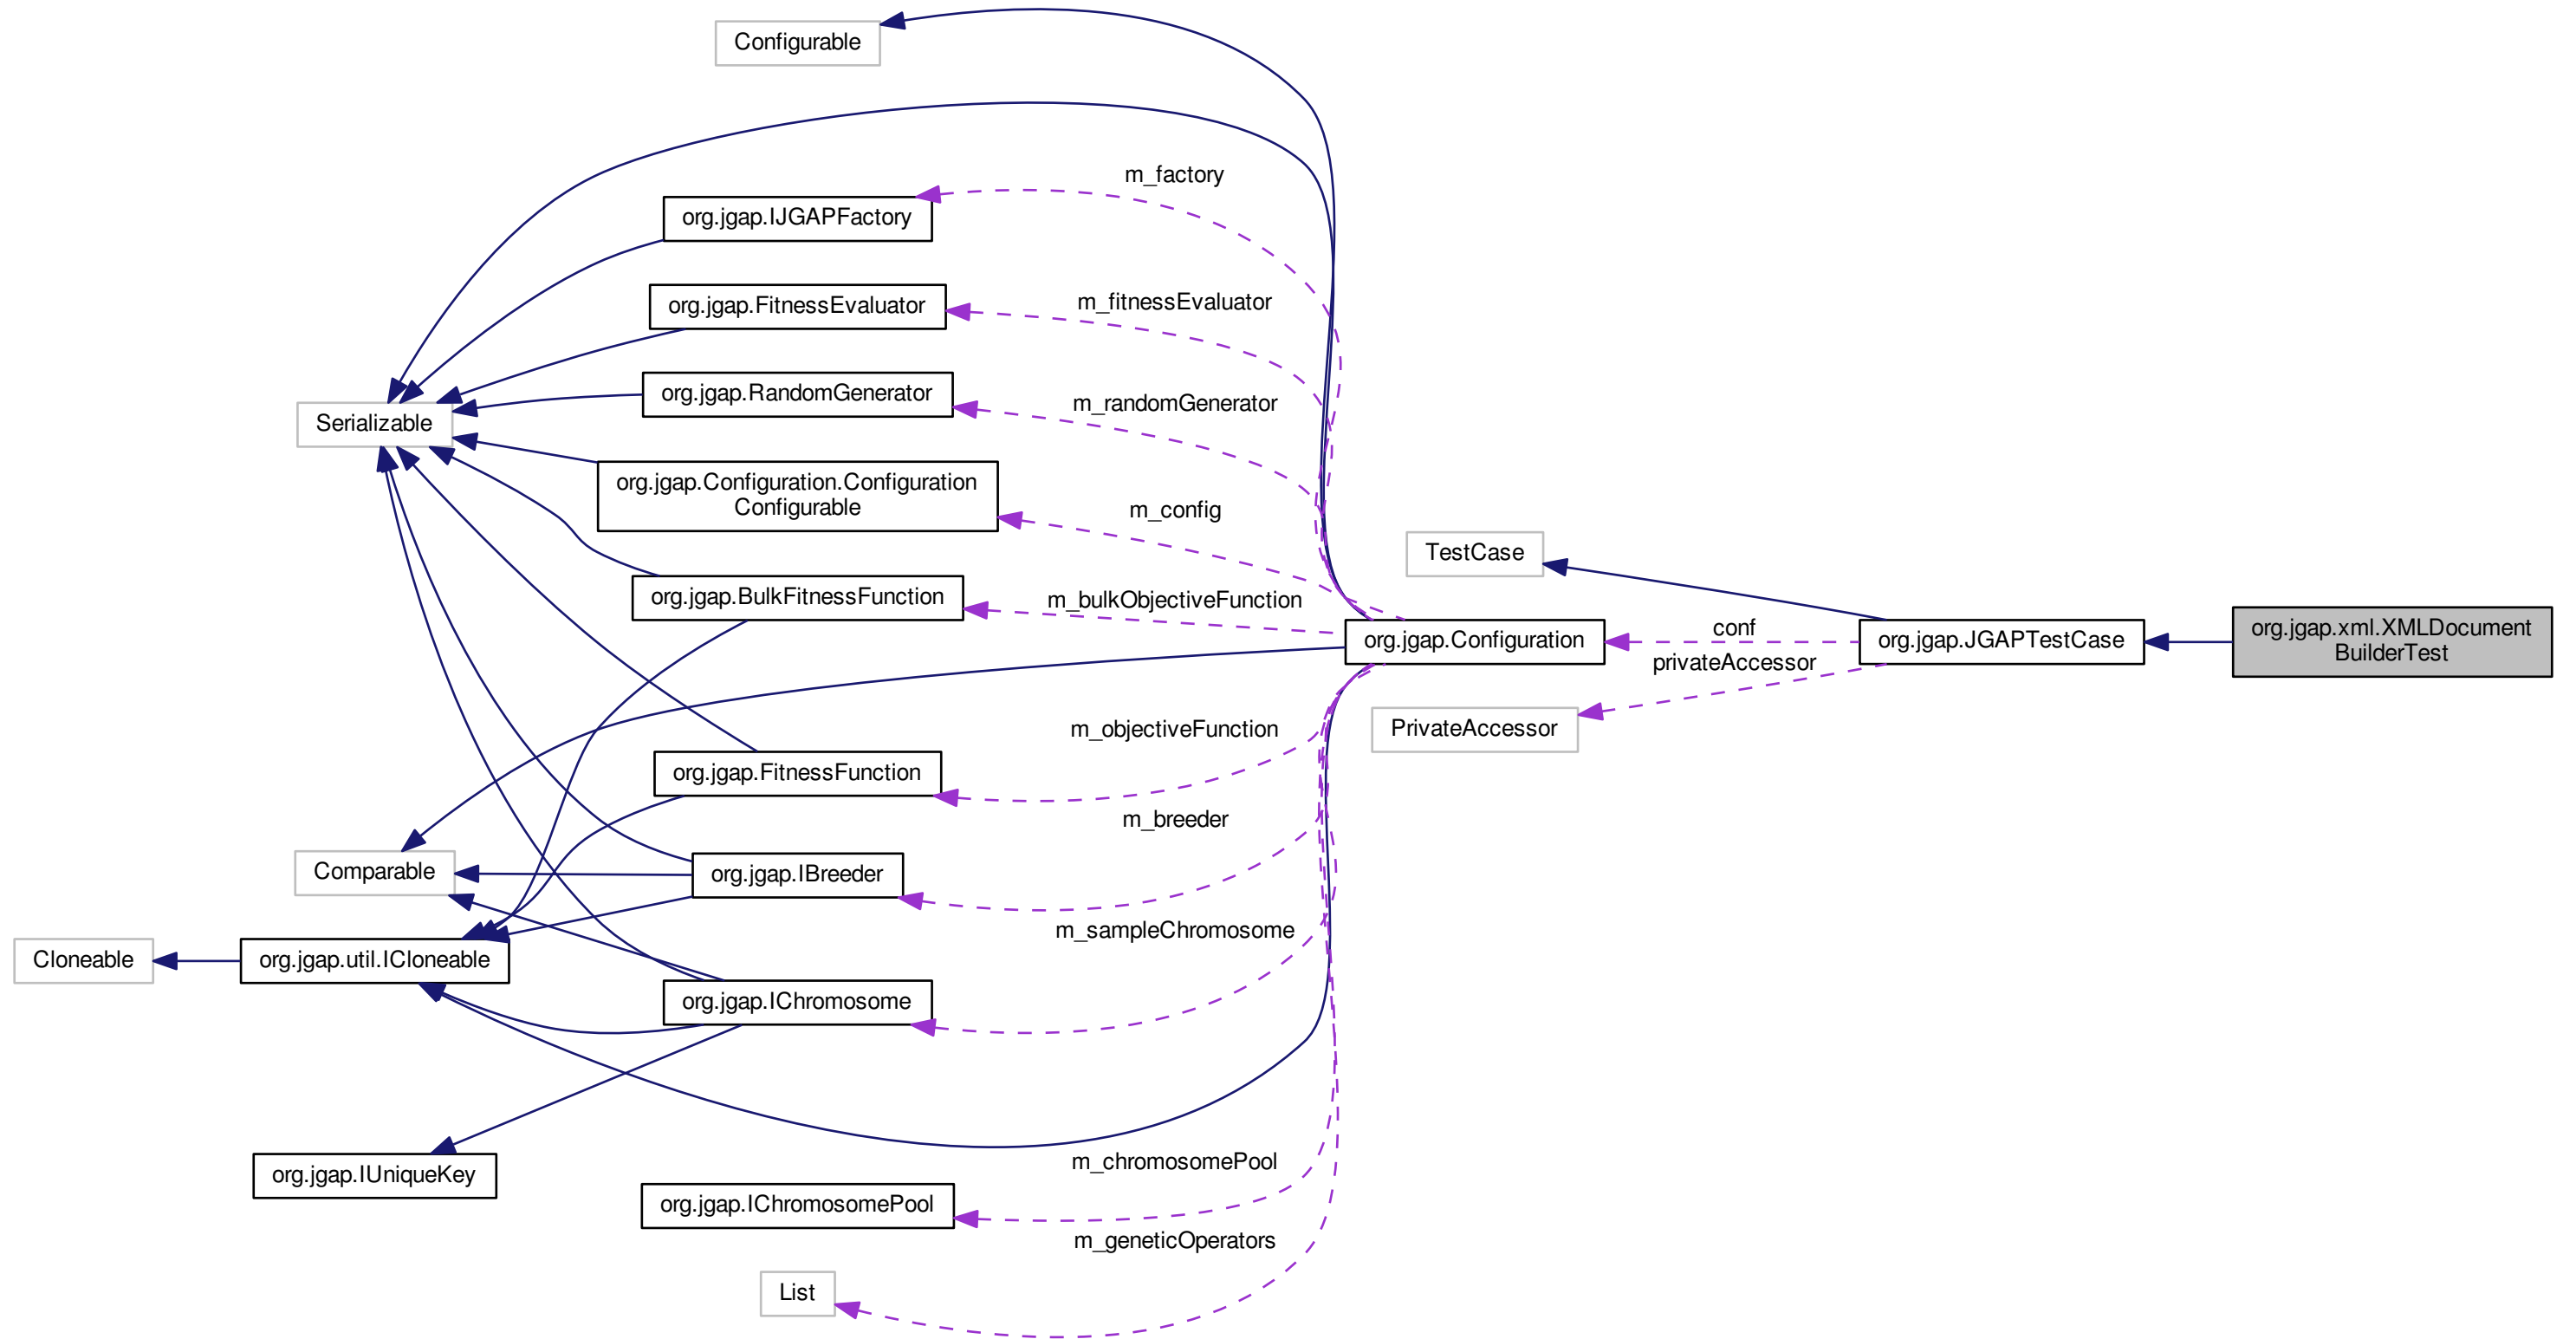 Configurable
m_factory
org.jgap.IJGAPFactory
m_fitnessEvaluator
org.jgap.FitnessEvaluator
m_randomGenerator
org.jgap.RandomGenerator
Serializable
org.jgap.Configuration.Configuration
Configurable
m_config
TestCase
org.jgap.BulkFitnessFunction
m_bulkObjectiveFunction
org.jgap.Configuration
conf
org.jgap.JGAPTestCase
org.jgap.xml.XMLDocument
BuilderTest
privateAccessor
PrivateAccessor
m_objectiveFunction
org.jgap.FitnessFunction
m_breeder
Comparable
org.jgap.IBreeder
m_sampleChromosome
Cloneable
org.jgap.util.ICloneable
org.jgap.IChromosome
m_chromosomePool
org.jgap.IUniqueKey
org.jgap.IChromosomePool
m_geneticOperators
List